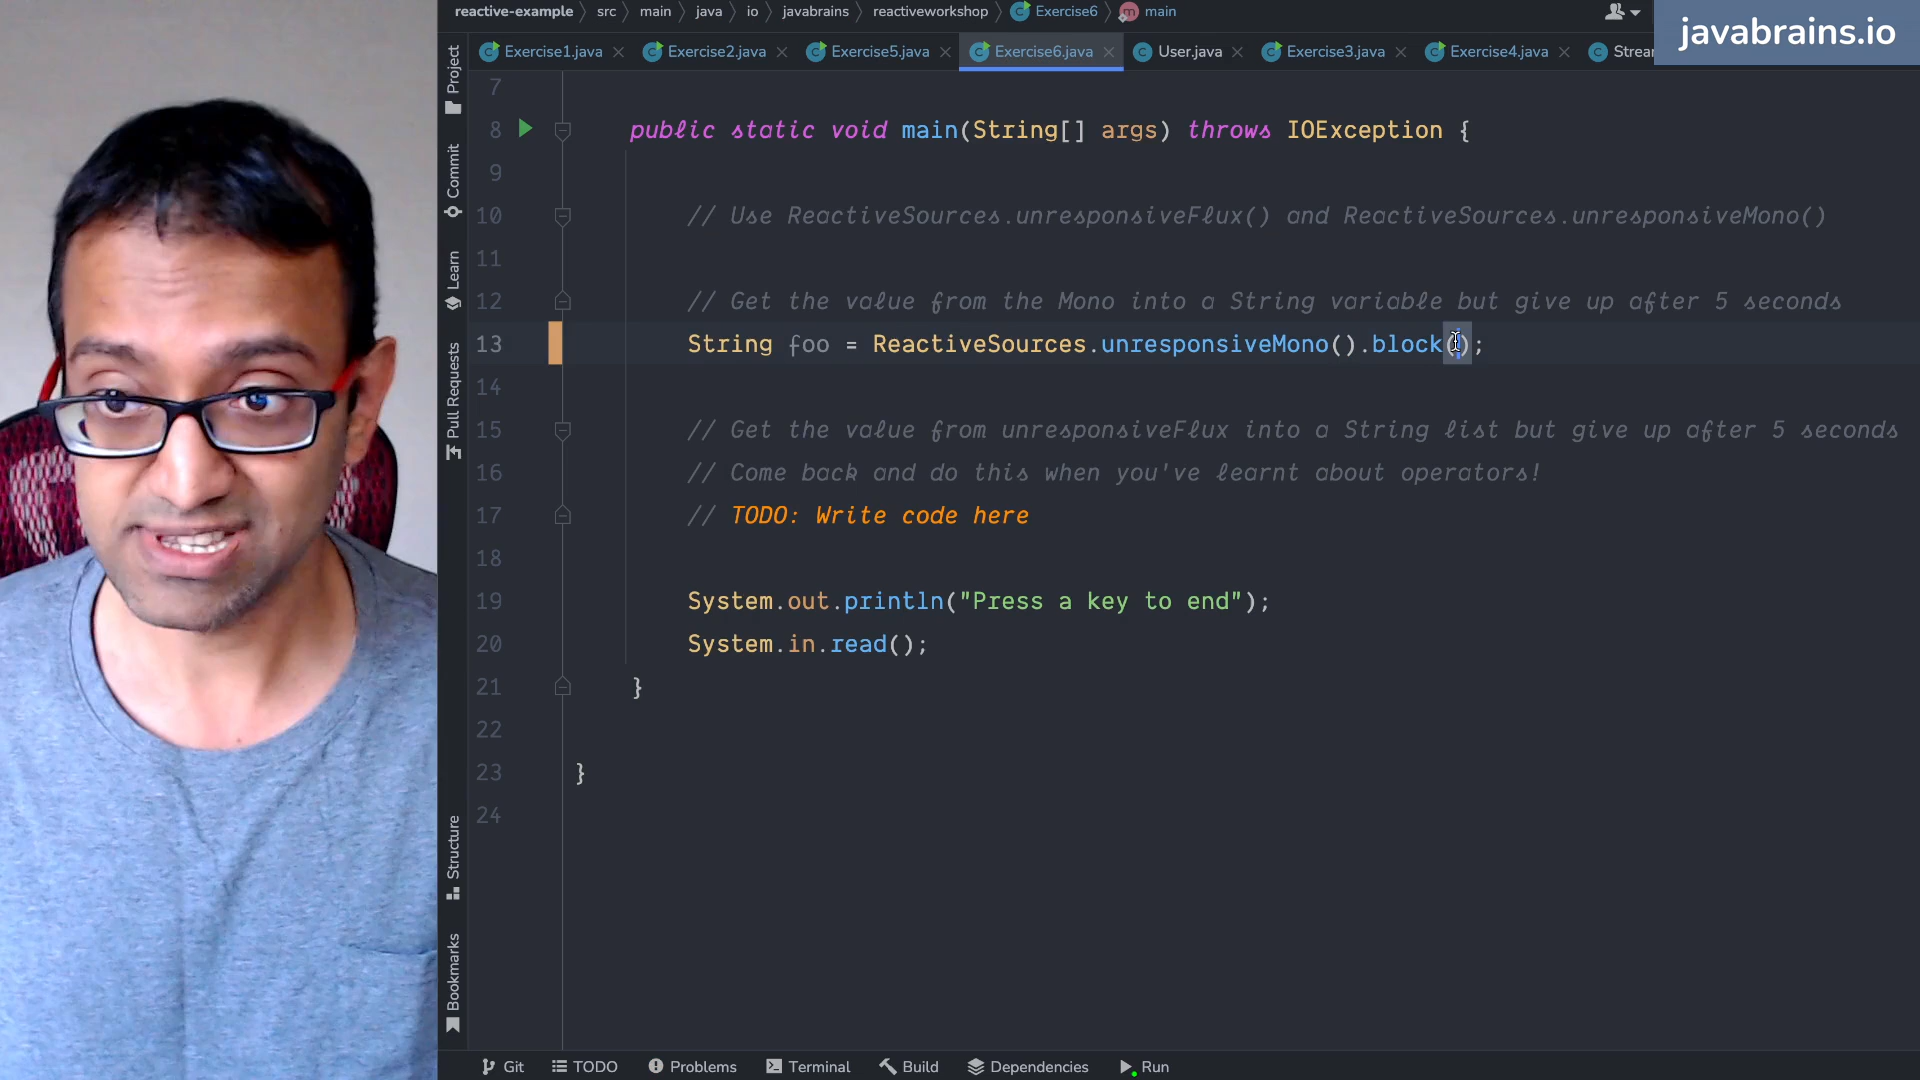 reactive-example src main java io javabrains reactiveworkshop Exercise6 main
javabrains.io
Exercise1.java Exercise2.java Exercise5.java Exercise6.java User.java Exercise3.java Exercise4.java Strea
Project
Commit
Learn
Pull Requests
Structure
Bookmarks
7
8 public static void main(String[] args) throws IOException {
9
10 // Use ReactiveSources.unresponsiveFlux() and ReactiveSources.unresponsiveMono()
11
12 // Get the value from the Mono into a String variable but give up after 5 seconds
13 String foo = ReactiveSources.unresponsiveMono().block();
14
15 // Get the value from unresponsiveFlux into a String list but give up after 5 seconds
16 // Come back and do this when you've learnt about operators!
17 // TODO: Write code here
18
19 System.out.println("Press a key to end");
20 System.in.read();
21 }
22
23 }
24
Git TODO Problems Terminal Build Dependencies Run